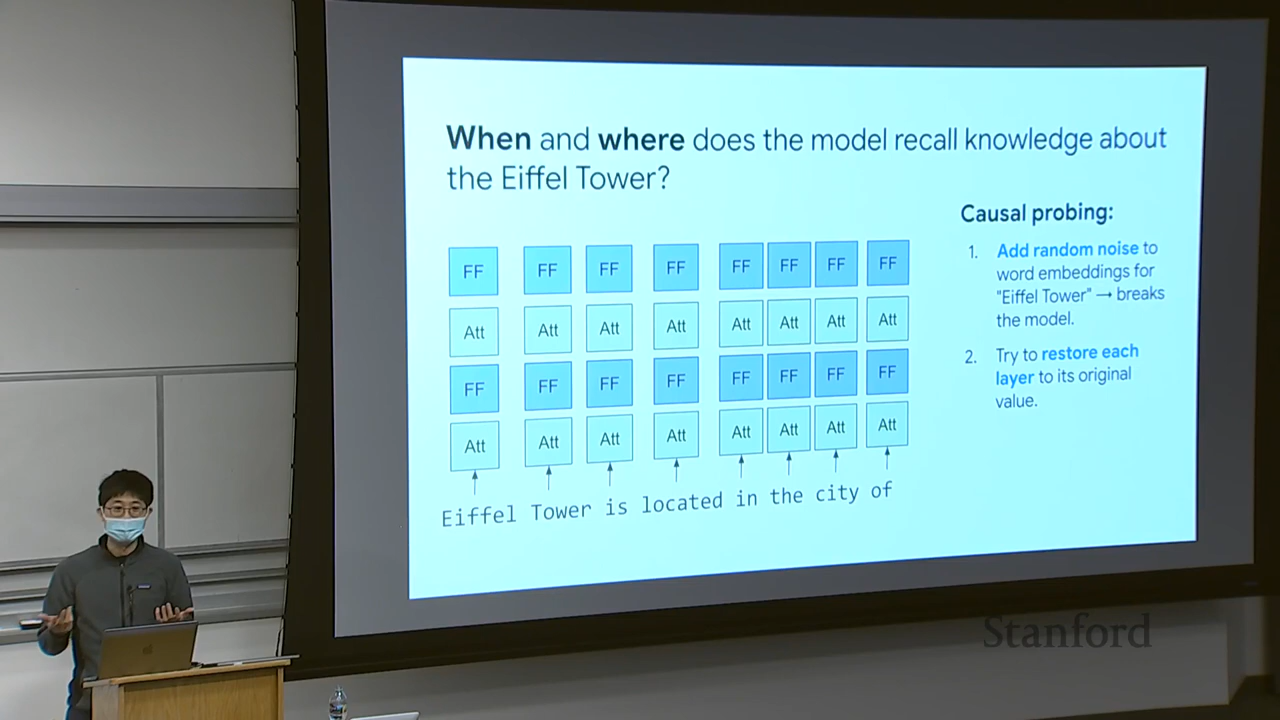 When and where does the model recall knowledge about
the Eiffel Tower?
Causal probing:
1. Add random noise to
word embeddings for
"Eiffel Tower" → breaks
the model.
2. Try to restore each
layer to its original
value.
FF FF FF FF FF FF FF FF
Att Att Att Att Att Att Att Att
FF FF FF FF FF FF FF FF
Att Att Att Att Att Att Att Att
Eiffel Tower is located in the city of
Stanford